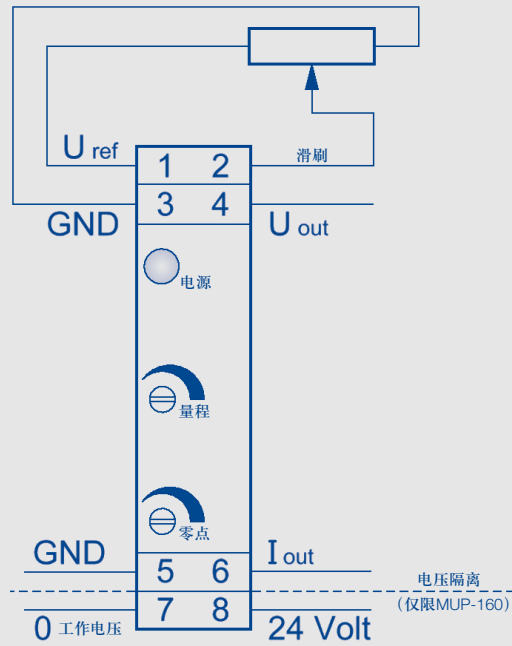 U ref
1 2
滑刷
3 4
GND
U out
电源
量程
零点
GND
I out
5 6
电压隔离
7 8
(仅限MUP-160)
0 工作电压
24 Volt